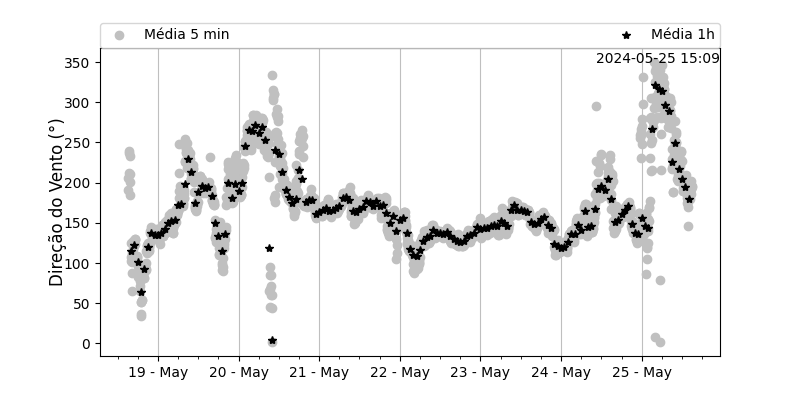 Média 5 min
Média 1h
2024-05-25 15:09
Direção do Vento (°)
350
300
250
200
150
100
50
0
19 - May
20 - May
21 - May
22 - May
23 - May
24 - May
25 - May